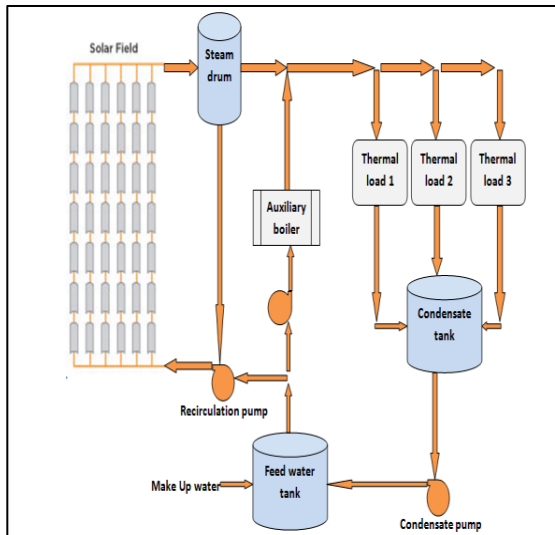 Solar Field
Steam
drum
Thermal
load 1
Thermal
load 2
Thermal
load 3
Auxiliary
boiler
Condensate
tank
Recirculation pump
Make Up water
Feed water
tank
Condensate pump